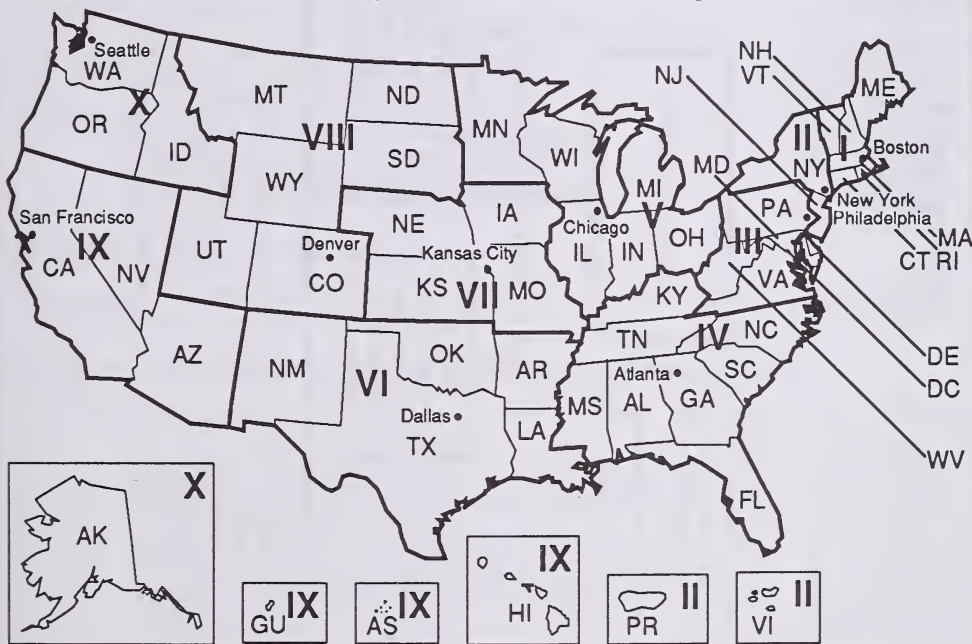 Seattle
WA
MT
ND
MN
NJ
NH
VT
ME
OR
X
ID
VIII
SD
WI
MI
MD
II
NY
I
Boston
WY
San Francisco
IX
CA
NV
UT
Denver
CO
NE
IA
Kansas City
KS
VII
MO
Chicago
IL
IN
V
OH
PA
New York
Philadelphia
MA
CT RI
III
VA
KY
AZ
NM
OK
VI
Dallas
TX
AR
LA
TN
IV
NC
SC
Atlanta
MS
AL
GA
FL
DE
DC
WV
X
AK
GU IX
AS IX
IX
HI
II
PR
II
VI